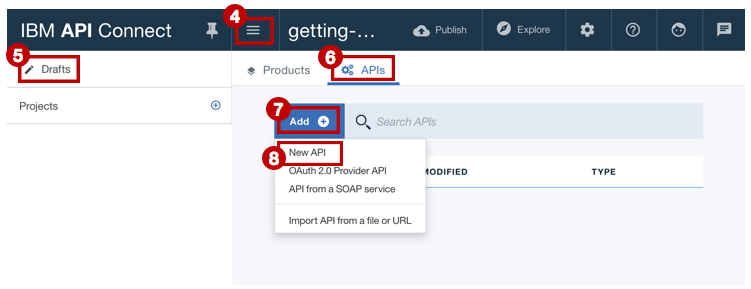 4
IBM API Connect
getting-...
Publish
Explore
5
Drafts
6
Products
APIs
Projects
7
Add
Search APIs
8
New API
OAuth 2.0 Provider API
MODIFIED
TYPE
API from a SOAP service
Import API from a file or URL